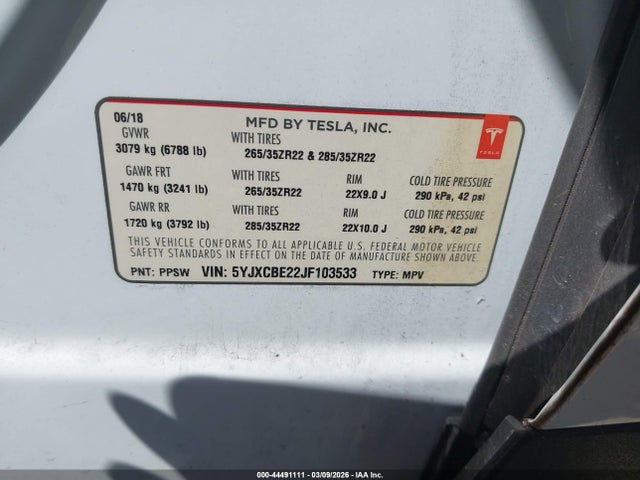 06/18 MFD BY TESLA, INC.
GVWR WITH TIRES
3079 kg (6788 lb) 265/35ZR22 & 285/35ZR22
GAWR FRT WITH TIRES RIM COLD TIRE PRESSURE
1470 kg (3241 lb) 265/35ZR22 22X9.0 J 290 kPa, 42 psi
GAWR RR WITH TIRES RIM COLD TIRE PRESSURE
1720 kg (3792 lb) 285/35ZR22 22X10.0 J 290 kPa, 42 psi
THIS VEHICLE CONFORMS TO ALL APPLICABLE U.S. FEDERAL MOTOR VEHICLE
SAFETY STANDARDS IN EFFECT ON THE DATE OF MANUFACTURE SHOWN ABOVE.
PNT: PPSW VIN: 5YJXCBE22JF103533 TYPE: MPV
TESLA
000-44491111 - 03/09/2026 - IAA Inc.